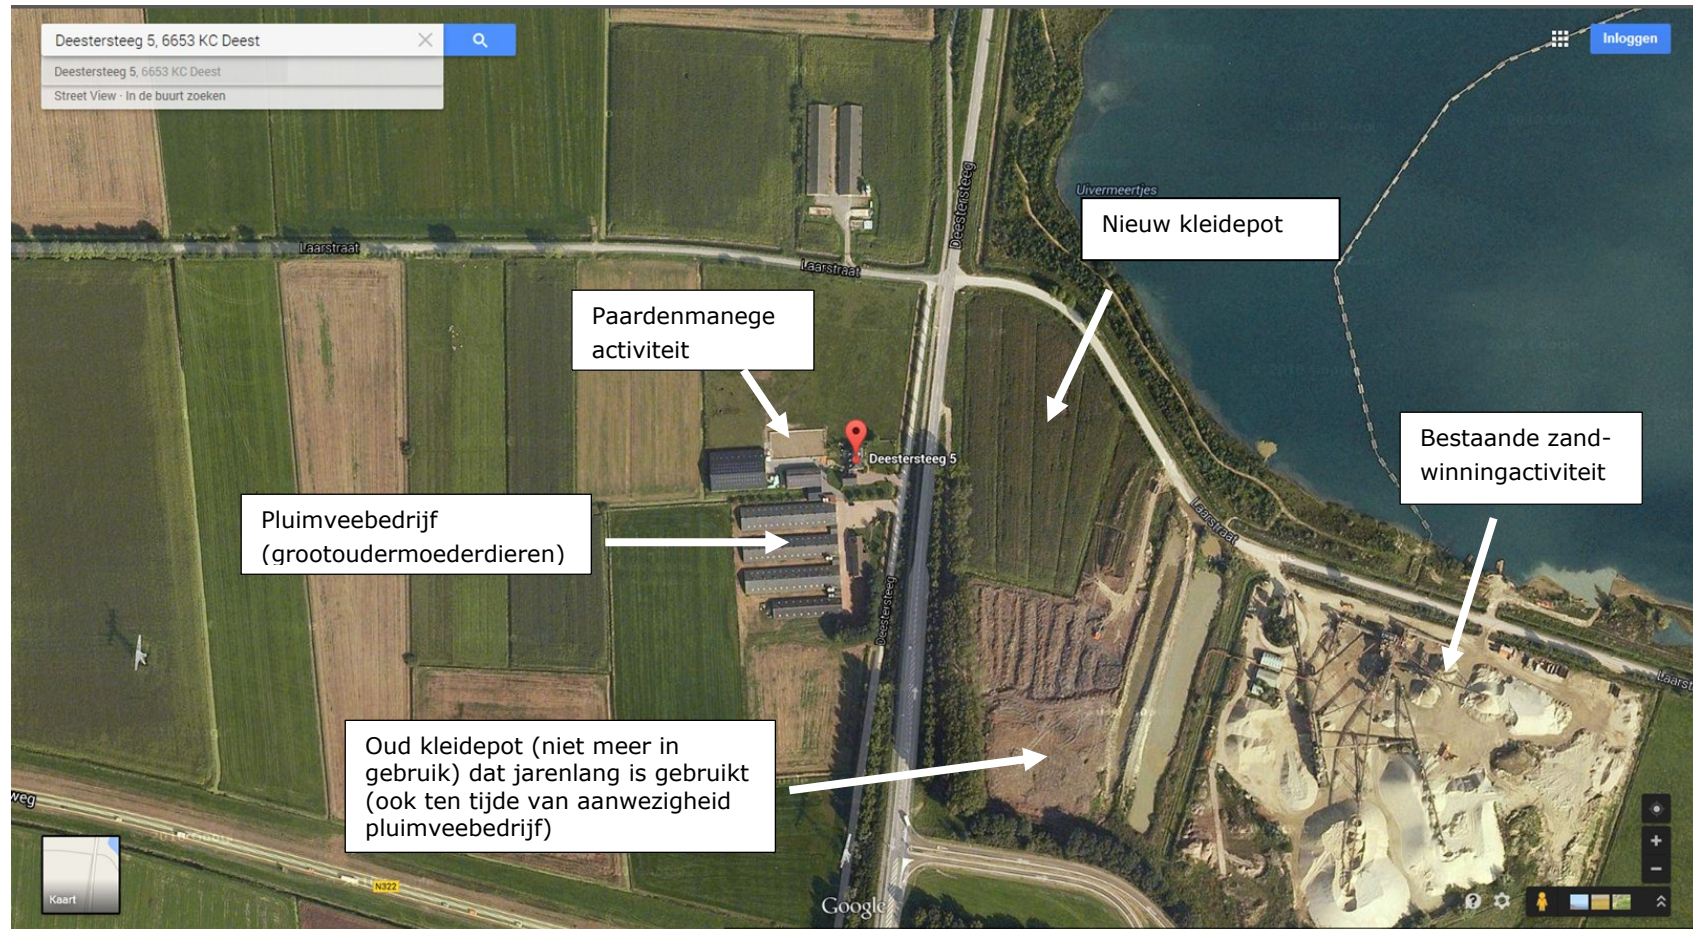 Deestersteeg 5, 6653 KC Deest
Inloggen
Deestersteeg 5, 6653 KC Deest
Street View · In de buurt zoeken
Uivermeertjes
Deestersteeg
Nieuw kleidepot
Laarstraat
Laarstraat
Paardenmanege
activiteit
Bestaande zand-
winningactiviteit
Deestersteeg 5
Pluimveebedrijf
(grootoudermoederdieren)
Laarstraat
Deestersteeg
Laarst
Oud kleidepot (niet meer in
gebruik) dat jarenlang is gebruikt
(ook ten tijde van aanwezigheid
pluimveebedrijf)
weg
N322
Kaart
Google